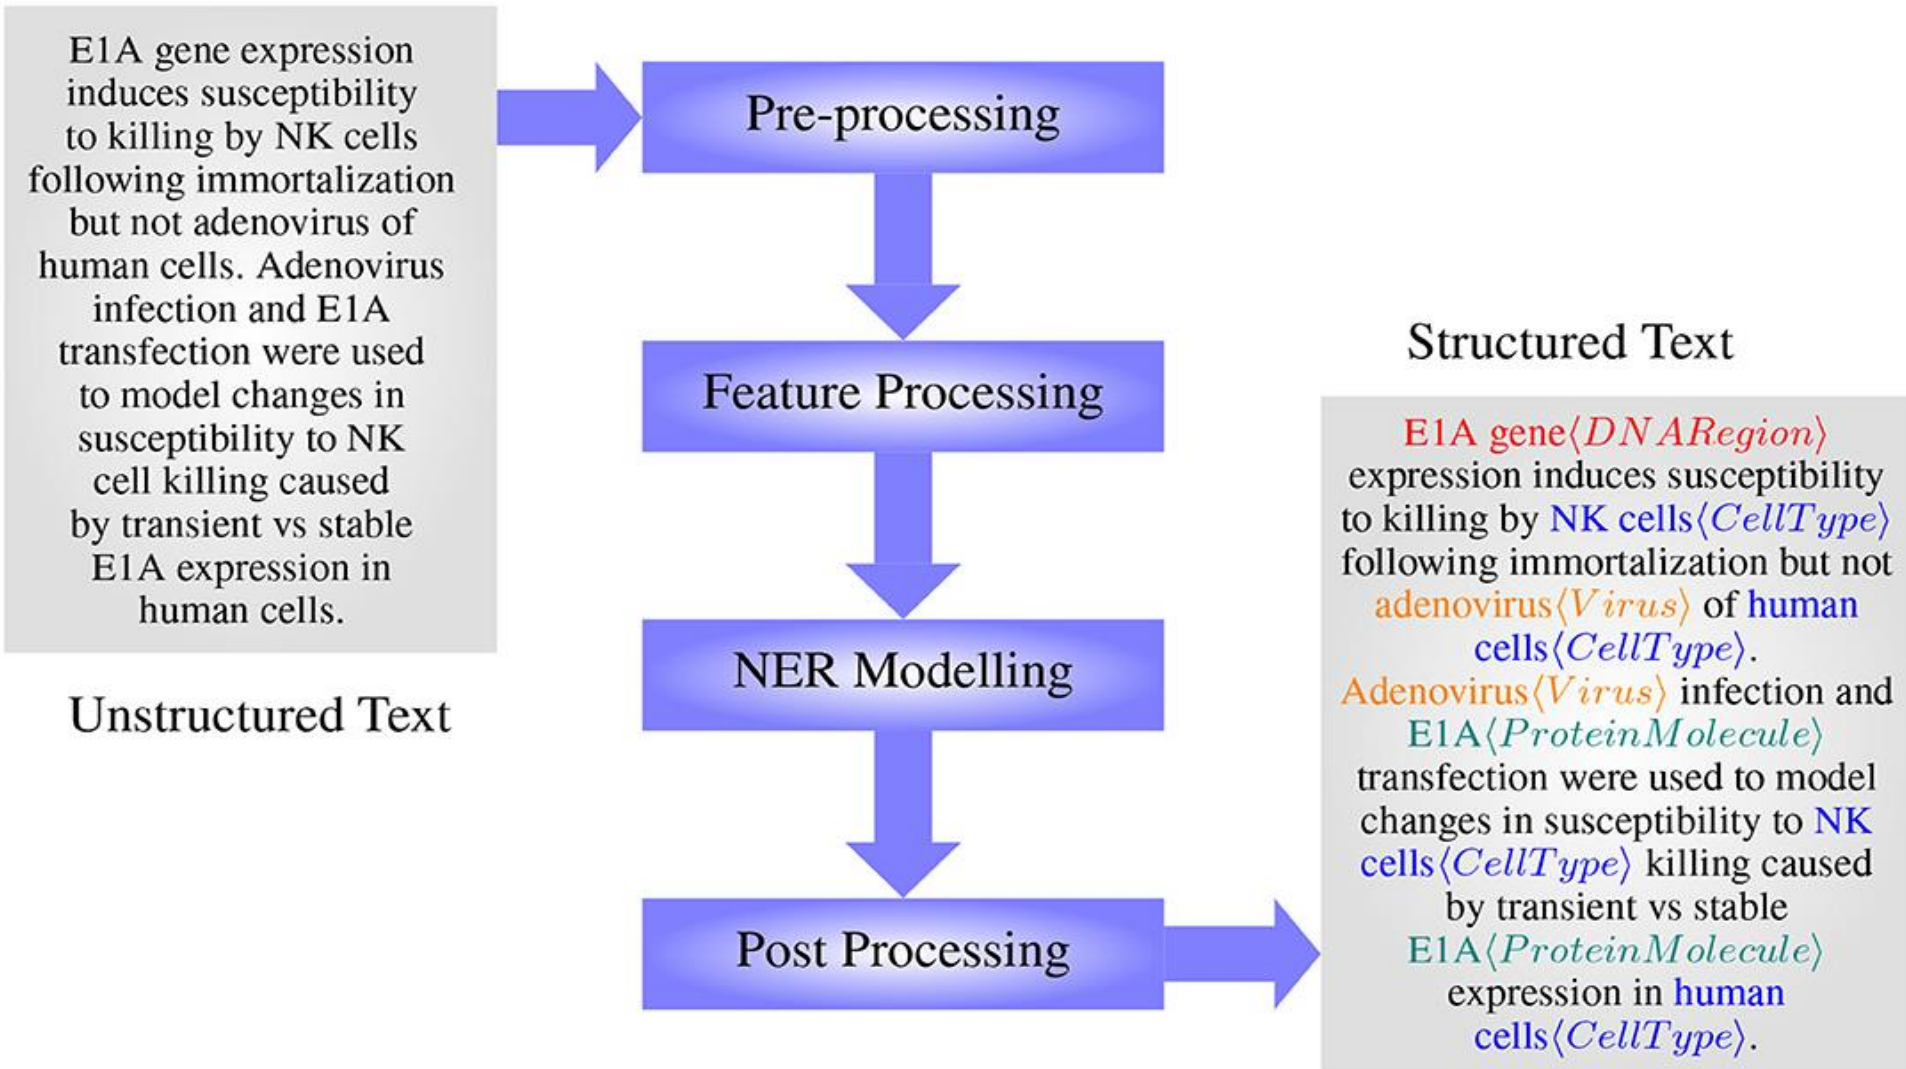 E1A gene expression
induces susceptibility
to killing by NK cells
following immortalization
but not adenovirus of
human cells. Adenovirus
infection and E1A
transfection were used
to model changes in
susceptibility to NK
cell killing caused
by transient vs stable
E1A expression in
human cells.
Unstructured Text
Pre-processing
Feature Processing
NER Modelling
Post Processing
Structured Text
E1A gene⟨DNARegion⟩
expression induces susceptibility
to killing by NK cells⟨CellType⟩
following immortalization but not
adenovirus⟨Virus⟩ of human
cells⟨CellType⟩.
Adenovirus⟨Virus⟩ infection and
E1A⟨ProteinMolecule⟩
transfection were used to model
changes in susceptibility to NK
cells⟨CellType⟩ killing caused
by transient vs stable
E1A⟨ProteinMolecule⟩
expression in human
cells⟨CellType⟩.